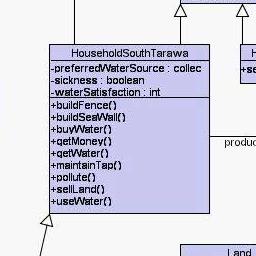 HouseholdSouthTarawa
-preferredWaterSource : collec
-sickness : boolean
-waterSatisfaction : int
+buildFence()
+buildSeaWall()
+buyWater()
+getMoney()
+getWater()
+maintainTap()
+pollute()
+sellLand()
+useWater()
H
+se
produc
Land